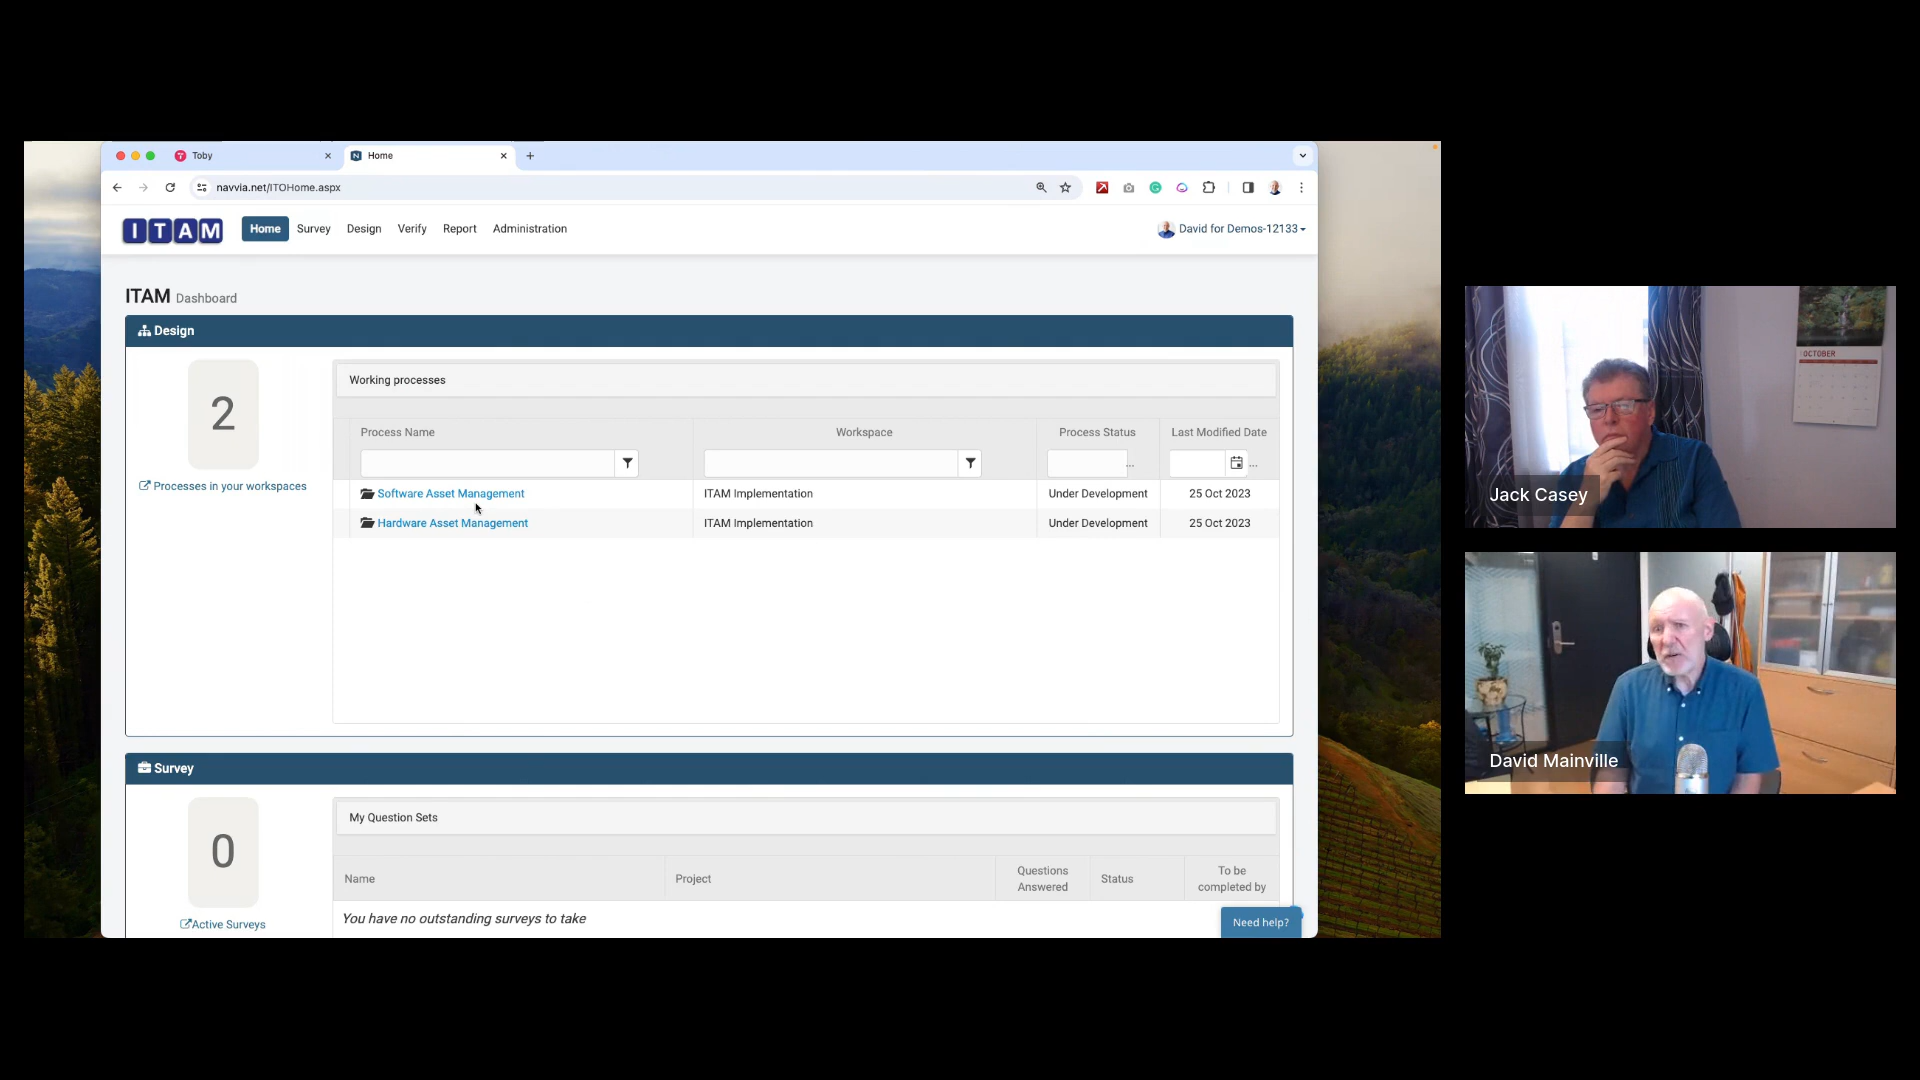 Toby
Home
navvia.net/ITOHome.aspx
ITAM
Home Survey Design Verify Report Administration
David for Demos-12133
ITAM Dashboard
Design
2
Processes in your workspaces
Working processes
Process Name Workspace Process Status Last Modified Date
... ...
Software Asset Management ITAM Implementation Under Development 25 Oct 2023
Hardware Asset Management ITAM Implementation Under Development 25 Oct 2023
Survey
0
Active Surveys
My Question Sets
Name Project Questions Answered Status To be completed by
You have no outstanding surveys to take
Need help?
OCTOBER
Jack Casey
David Mainville